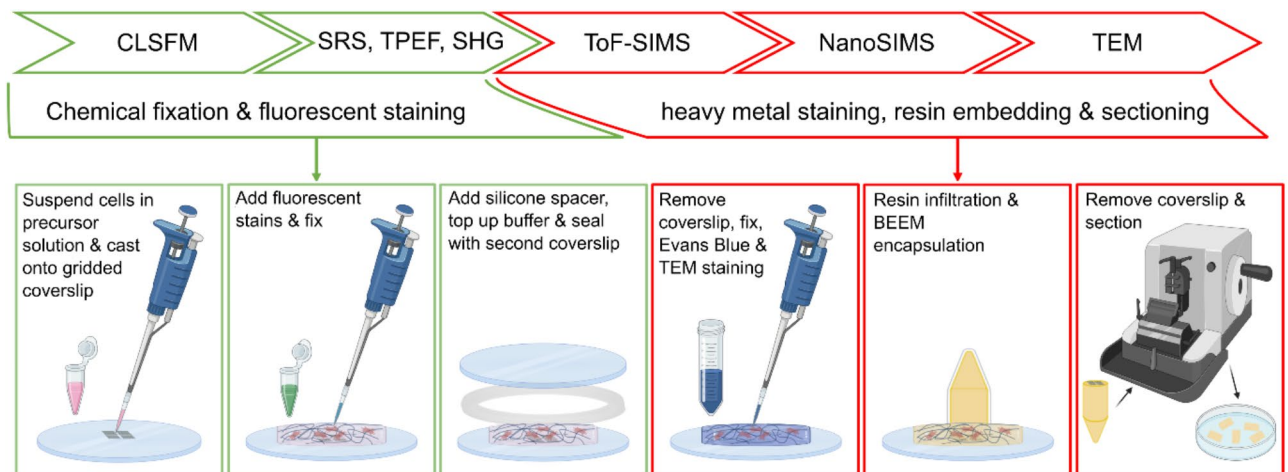 CLSFM
SRS, TPEF, SHG
ToF-SIMS
NanoSIMS
TEM
Chemical fixation & fluorescent staining
heavy metal staining, resin embedding & sectioning
Suspend cells in
precursor
solution & cast
onto gridded
coverslip
Add fluorescent
stains & fix
Add silicone spacer,
top up buffer & seal
with second coverslip
Remove
coverslip, fix,
Evans Blue &
TEM staining
Resin infiltration &
BEEM
encapsulation
Remove coverslip &
section